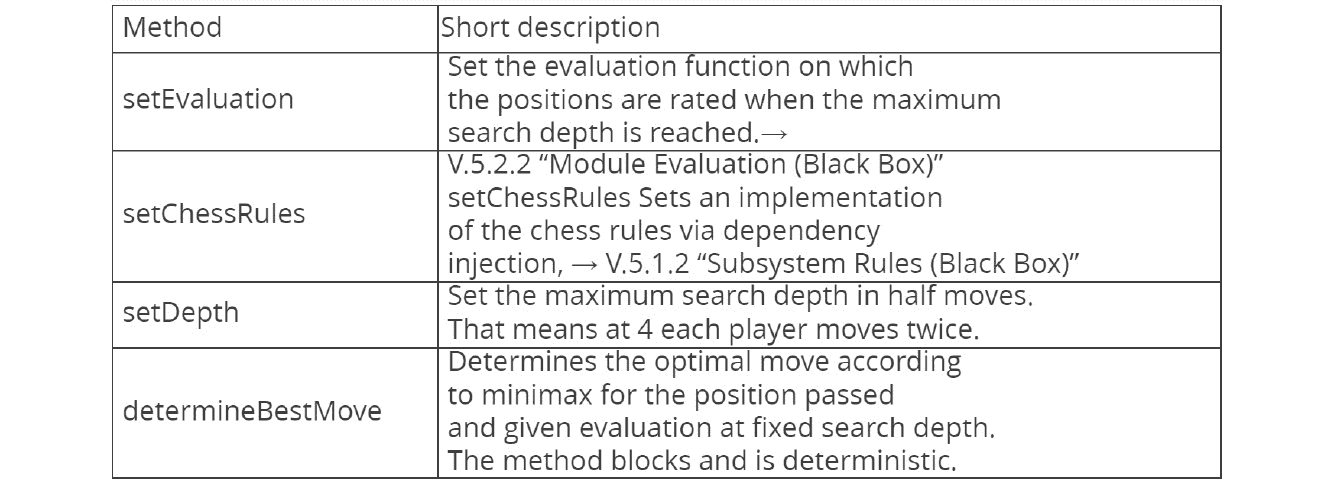 Method
Short description
setEvaluation
Set the evaluation function on which
the positions are rated when the maximum
search depth is reached.→
setChessRules
V.5.2.2 “Module Evaluation (Black Box)”
setChessRules Sets an implementation
of the chess rules via dependency
injection, → V.5.1.2 “Subsystem Rules (Black Box)”
setDepth
Set the maximum search depth in half moves.
That means at 4 each player moves twice.
determineBestMove
Determines the optimal move according
to minimax for the position passed
and given evaluation at fixed search depth.
The method blocks and is deterministic.